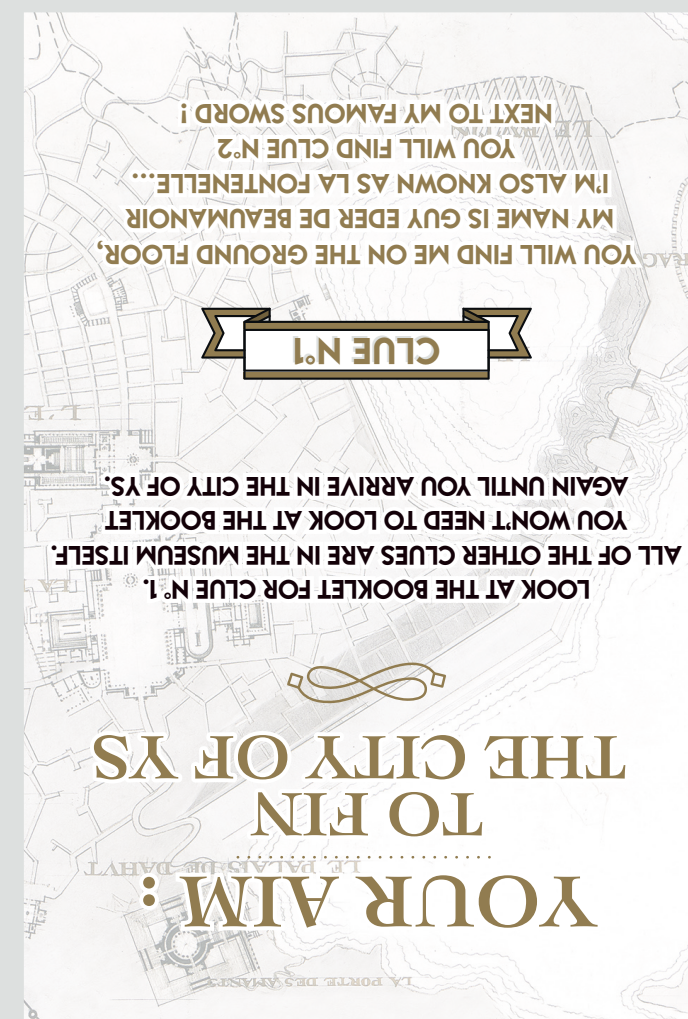 LA PORTE DES AMANTS
YOUR AIM :
LE PALAIS DE DAHUT
TO FIN
THE CITY OF YS
LOOK AT THE BOOKLET FOR CLUE N° 1.
ALL OF THE OTHER CLUES ARE IN THE MUSEUM ITSELF.
YOU WON'T NEED TO LOOK AT THE BOOKLET
AGAIN UNTIL YOU ARRIVE IN THE CITY OF YS.
CLUE N°1
YOU WILL FIND ME ON THE GROUND FLOOR,
MY NAME IS GUY EDER DE BEAUMANOIR
I'M ALSO KNOWN AS LA FONTENELLE...
YOU WILL FIND CLUE N°2
NEXT TO MY FAMOUS SWORD !